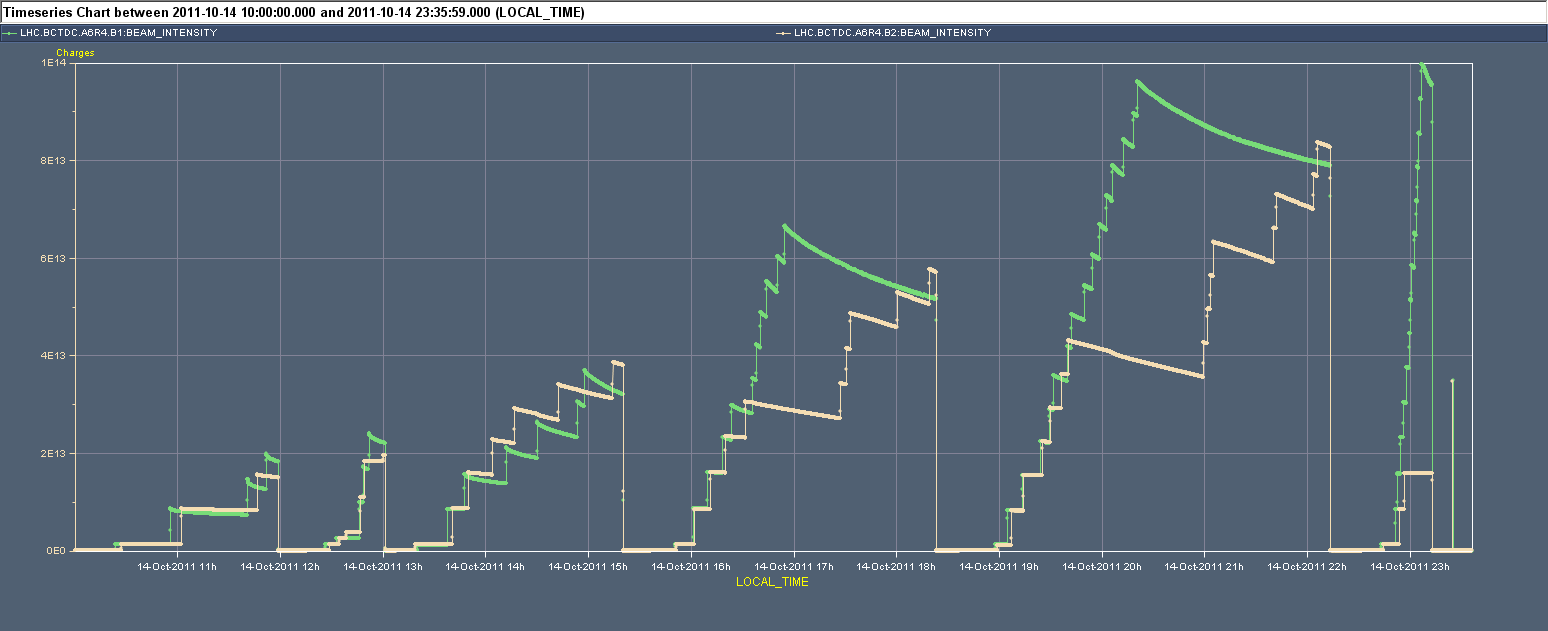 Timeseries Chart between 2011-10-14 10:00:00.000 and 2011-10-14 23:35:59.000 (LOCAL_TIME)
LHC.BCTDC.A6R4.B1:BEAM_INTENSITY LHC.BCTDC.A6R4.B2:BEAM_INTENSITY
Charges
1E14
8E13
6E13
4E13
2E13
0E0
14-Oct-2011 11h 14-Oct-2011 12h 14-Oct-2011 13h 14-Oct-2011 14h 14-Oct-2011 15h 14-Oct-2011 16h 14-Oct-2011 17h 14-Oct-2011 18h 14-Oct-2011 19h 14-Oct-2011 20h 14-Oct-2011 21h 14-Oct-2011 22h 14-Oct-2011 23h
LOCAL_TIME